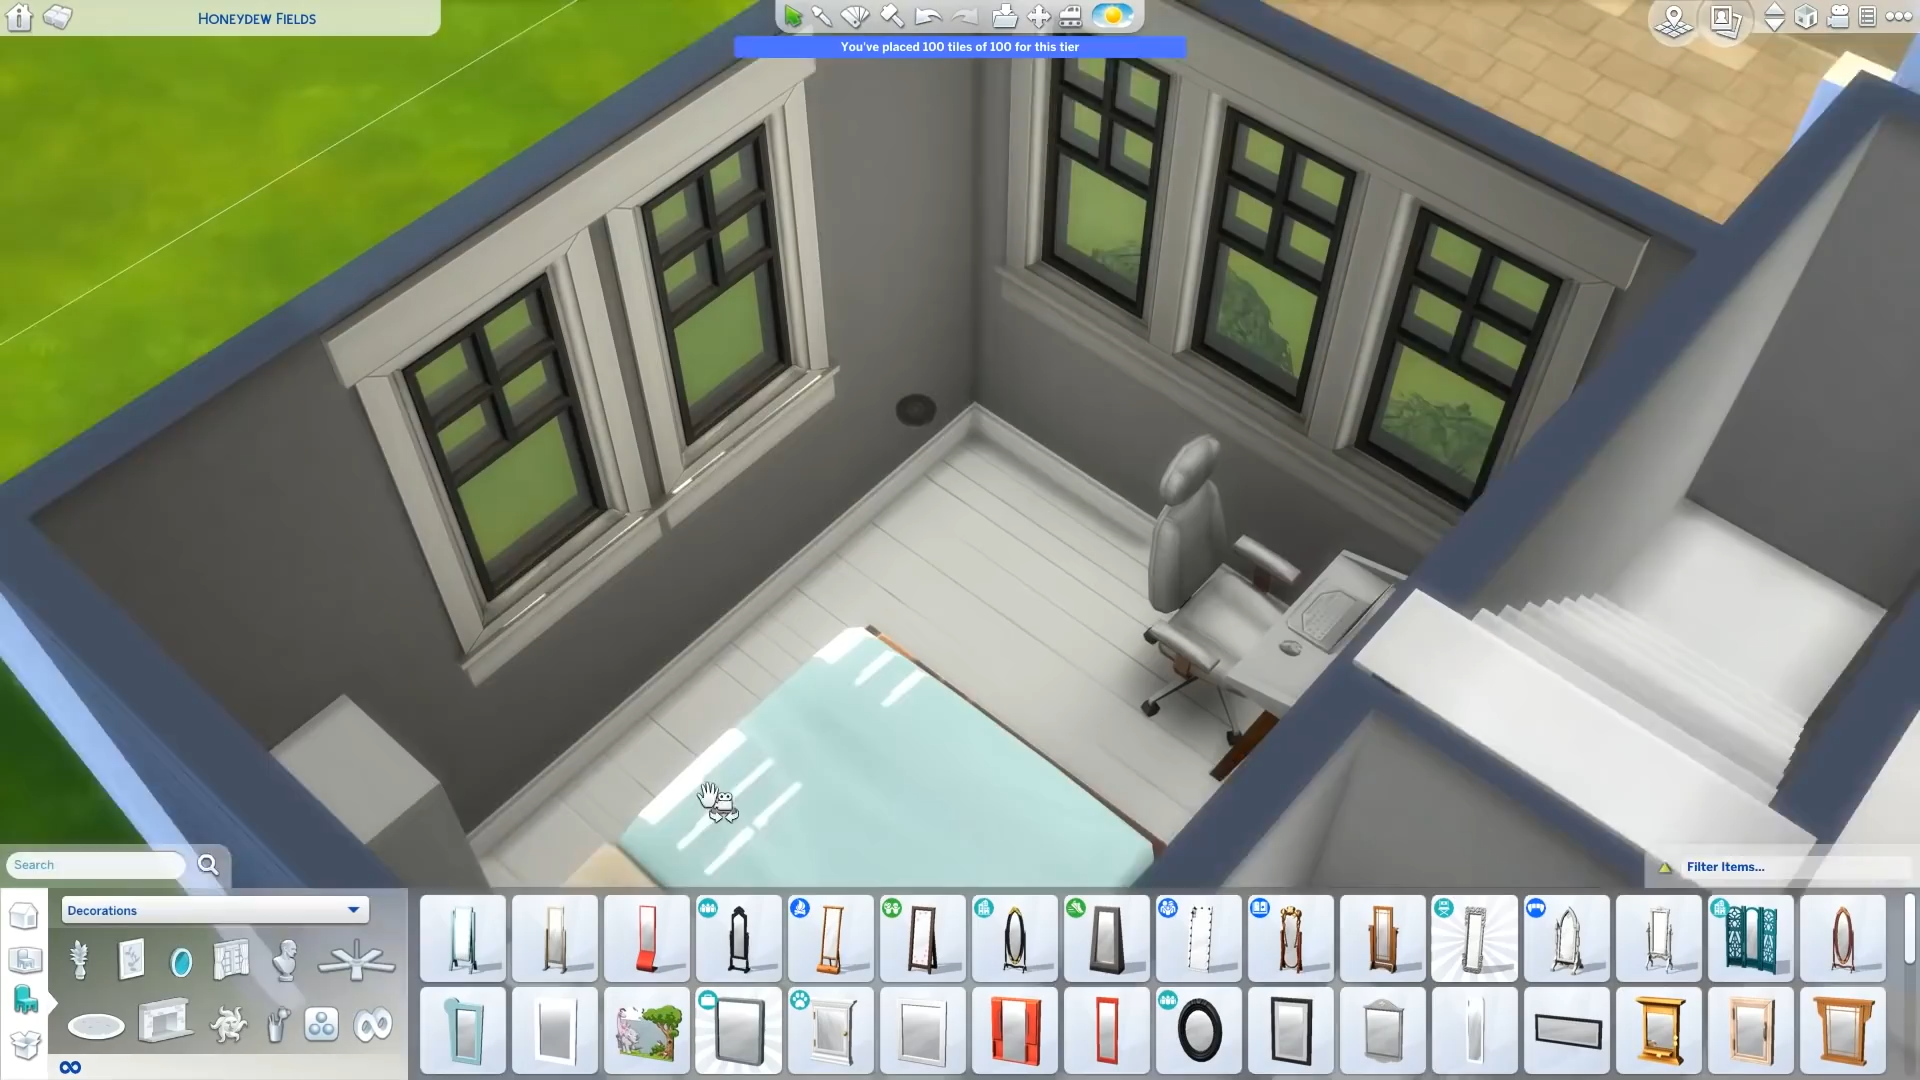 Honeydew Fields
You've placed 100 tiles of 100 for this tier
Search
Filter Items...
Decorations